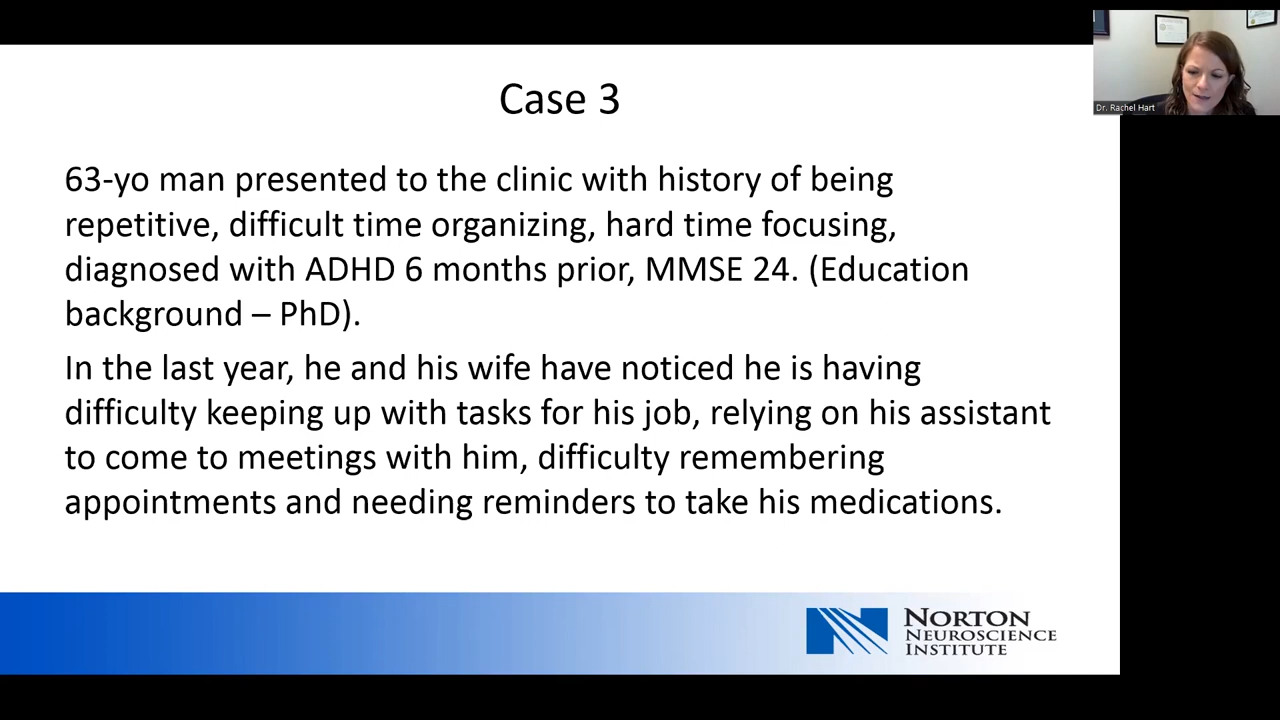 Case 3
Dr. Rachel Hart
63-yo man presented to the clinic with history of being
repetitive, difficult time organizing, hard time focusing,
diagnosed with ADHD 6 months prior, MMSE 24. (Education
background – PhD).
In the last year, he and his wife have noticed he is having
difficulty keeping up with tasks for his job, relying on his assistant
to come to meetings with him, difficulty remembering
appointments and needing reminders to take his medications.
NORTON
NEUROSCIENCE
INSTITUTE